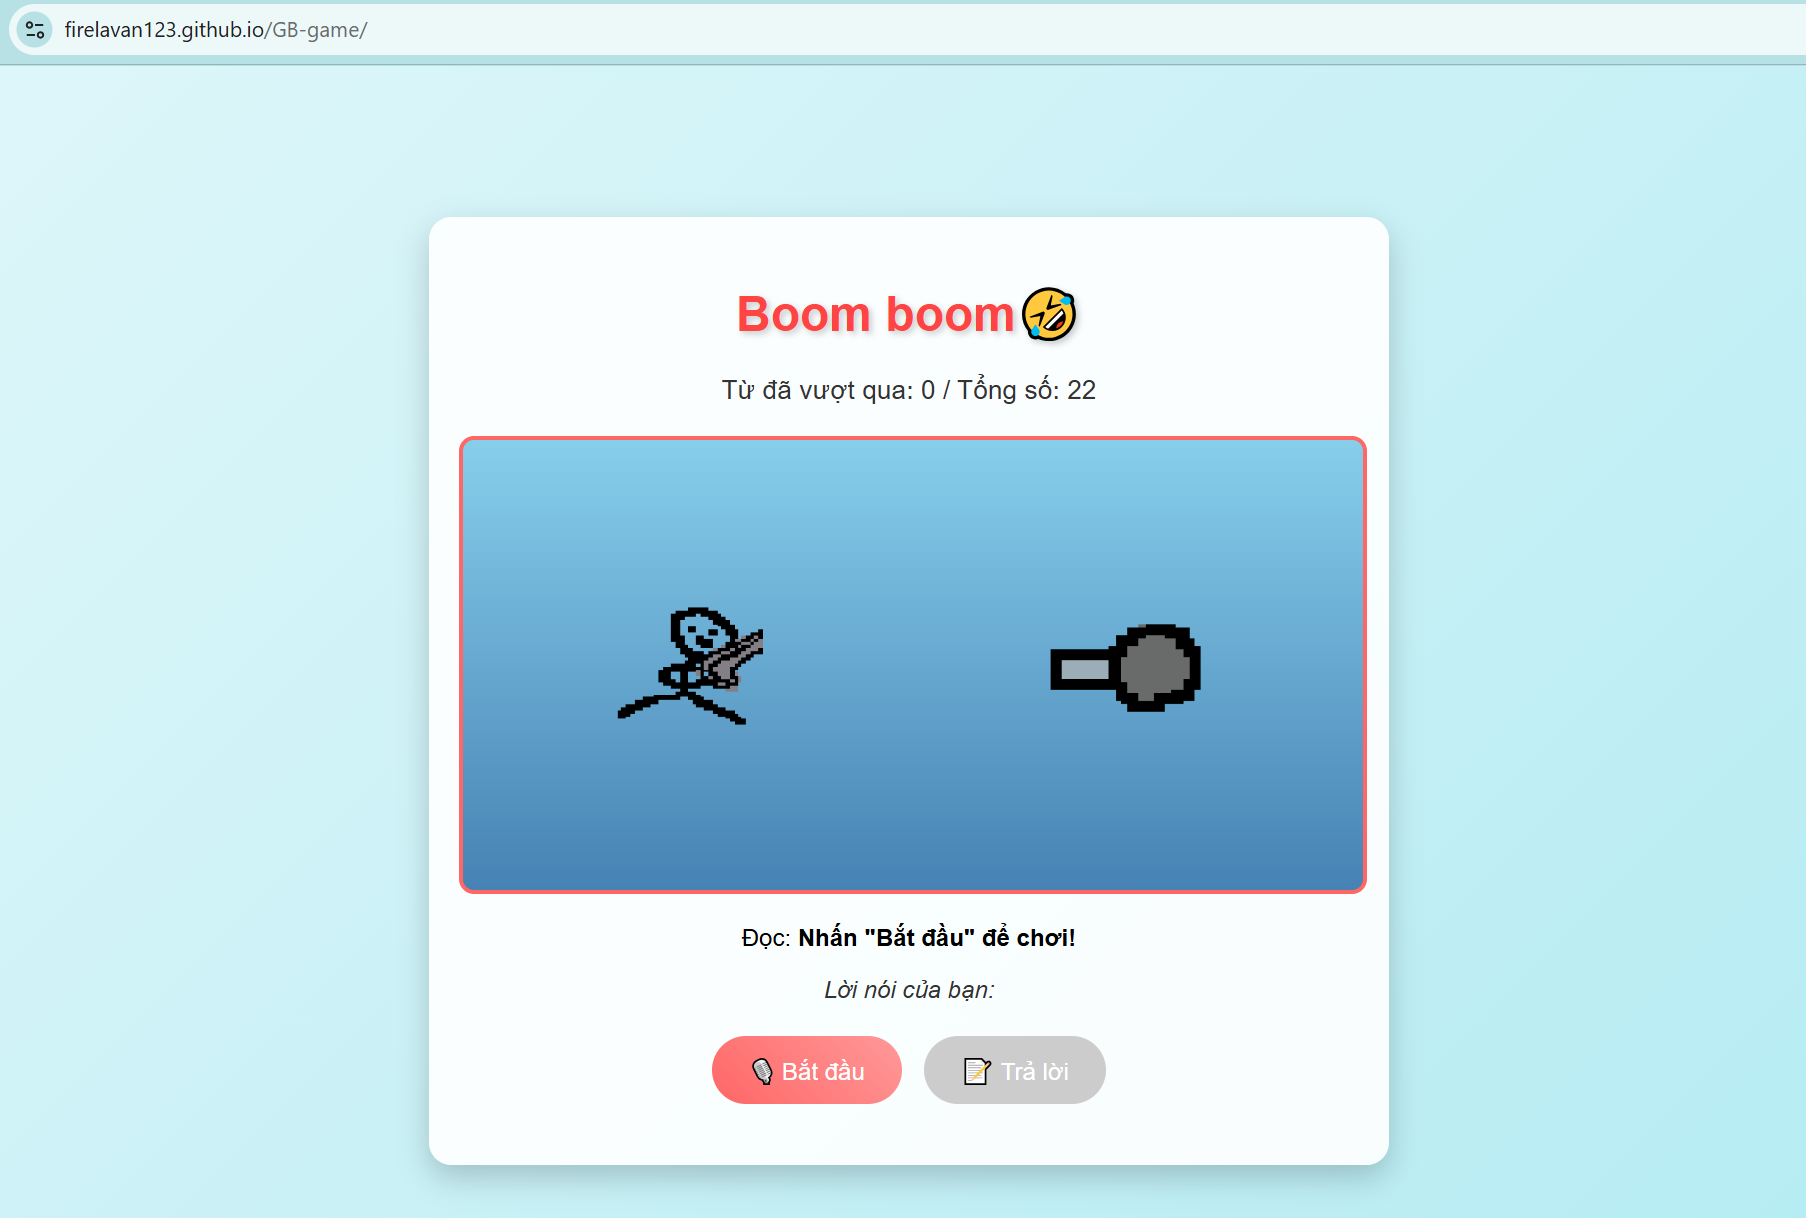 firelavan123.github.io/GB-game/
Boom boom🤣
Từ đã vượt qua: 0 / Tổng số: 22
Đọc: Nhấn "Bắt đầu" để chơi!
Lời nói của bạn:
🎙️ Bắt đầu
📝 Trả lời